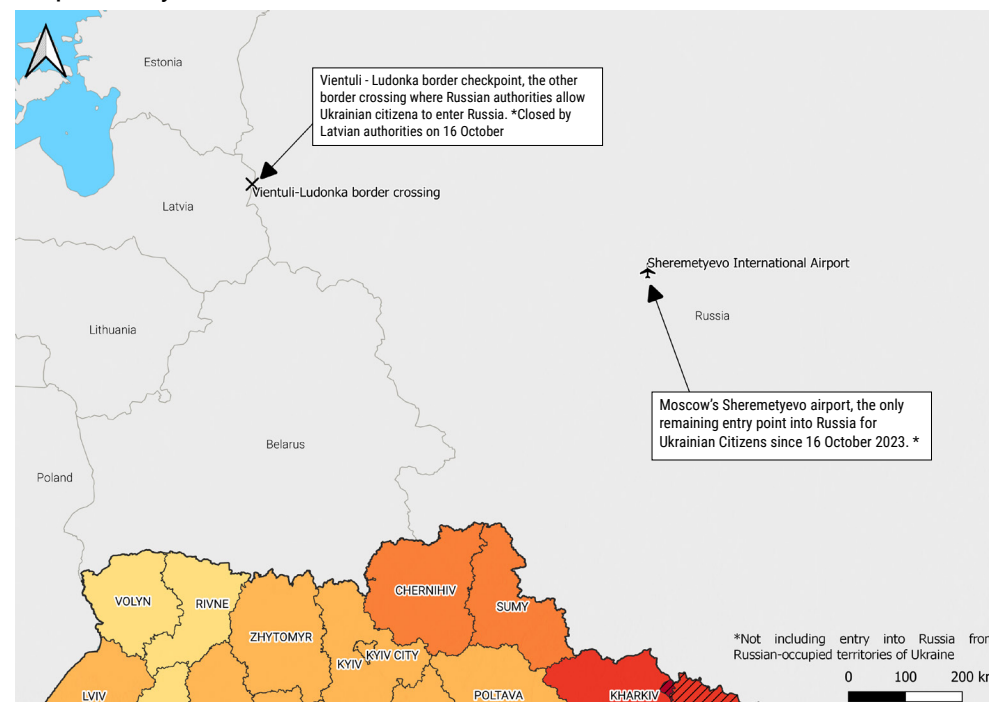 Estonia
Vientuli - Ludonka border checkpoint, the other
border crossing where Russian authorities allow
Ukrainian citizena to enter Russia. *Closed by
Latvian authorities on 16 October
Vientuli-Ludonka border crossing
Latvia
Sheremetyevo International Airport
Russia
Lithuania
Moscow's Sheremetyevo airport, the only
remaining entry point into Russia for
Ukrainian Citizens since 16 October 2023. *
Belarus
Poland
CHERNIHIV
VOLYN
RIVNE
SUMY
ZHYTOMYR
KYIV CITY
KYIV
*Not including entry into Russia from
Russian-occupied territories of Ukraine
0 100 200 km
LVIV
POLTAVA
KHARKIV